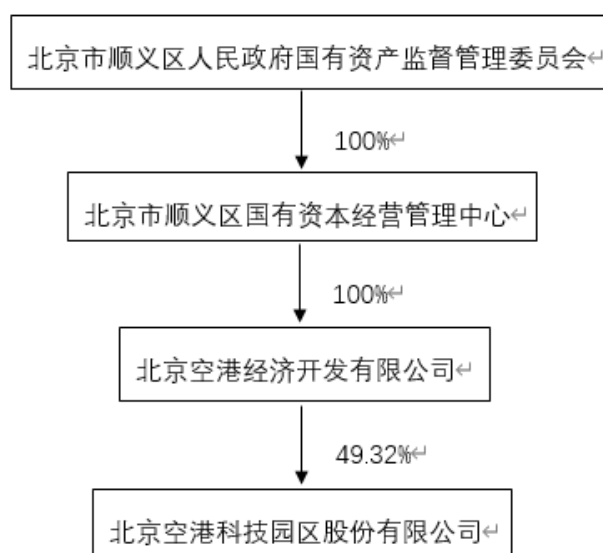 北京市顺义区人民政府国有资产监督管理委员会↵
100%↵
北京市顺义区国有资本经营管理中心↵
100%↵
北京空港经济开发有限公司↵
49.32%↵
北京空港科技园区股份有限公司↵